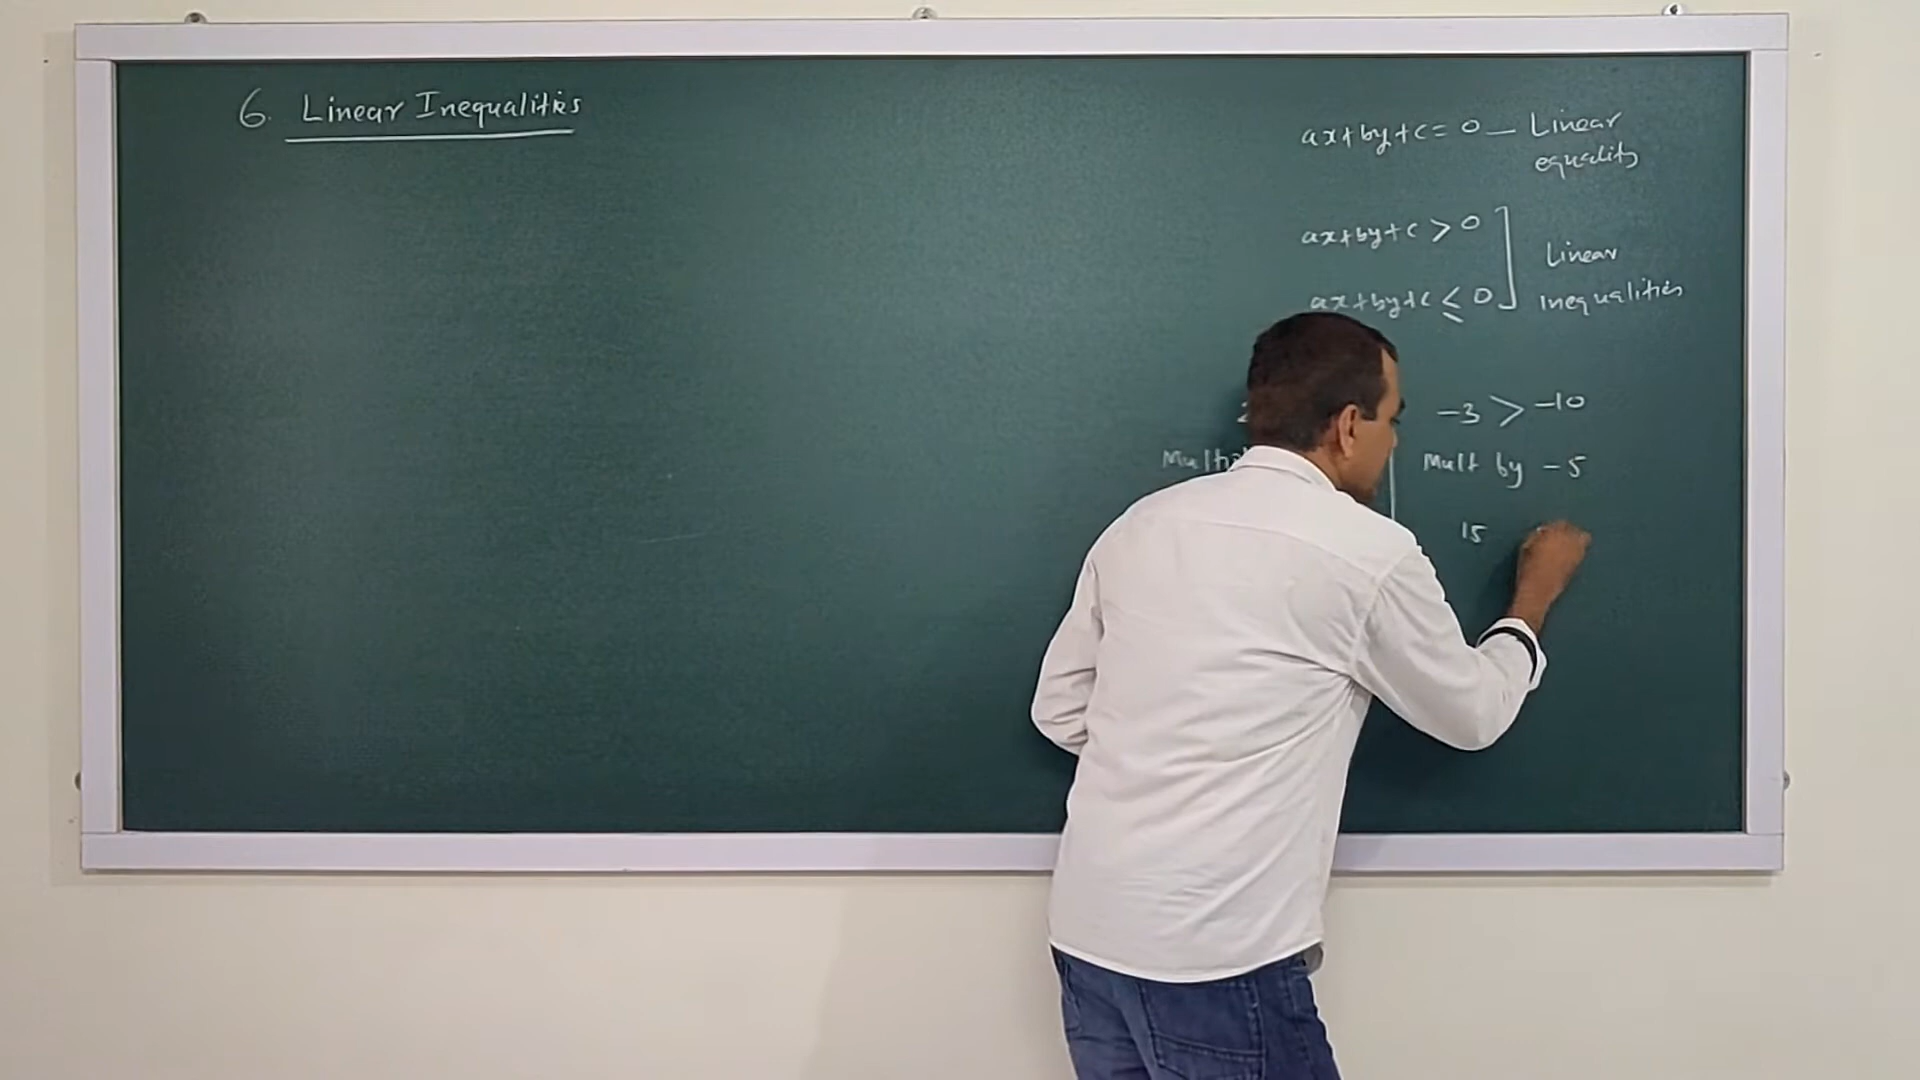 6. Linear Inequalities
ax+by+c = 0 — Linear
equality
ax+by+c > 0
Linear
ax+by+c ≤ 0
inequalities
-3 > -10
Mult by -5
15